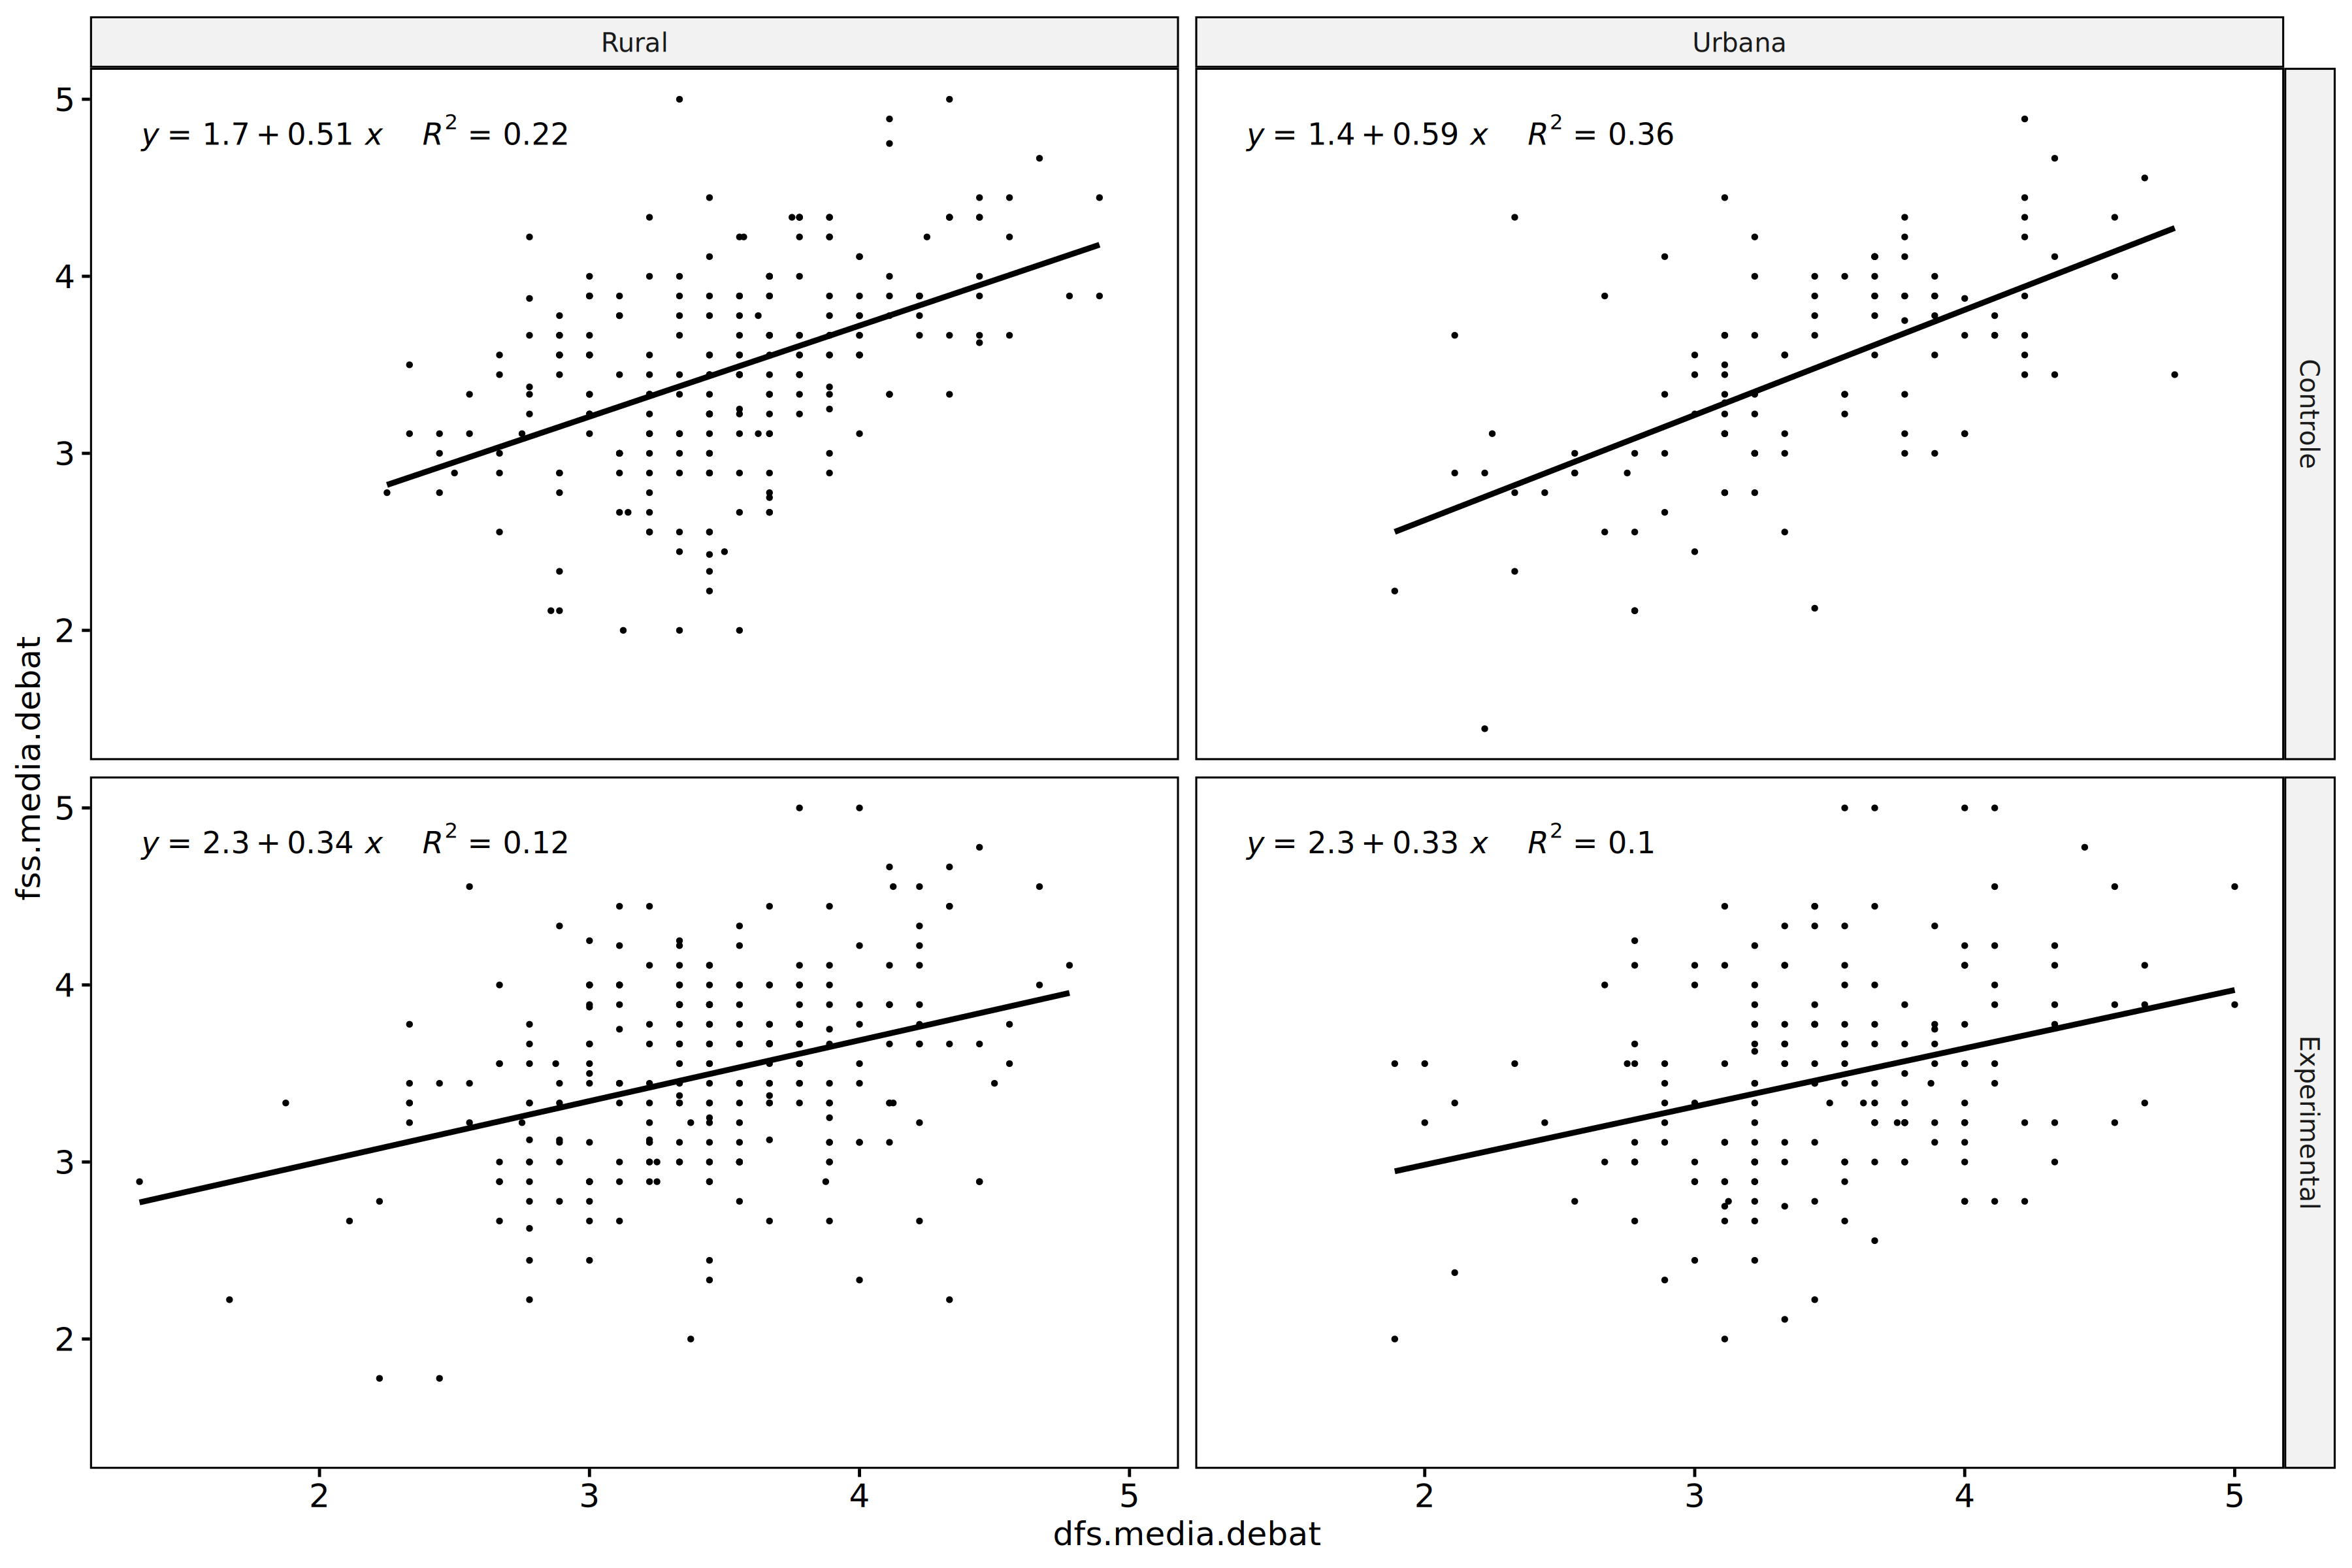 Rural
Urbana
5
4
3
2
y = 1.7 + 0.51 x R² = 0.22
y = 1.4 + 0.59 x R² = 0.36
Controle
fss.media.debat
5
4
3
2
y = 2.3 + 0.34 x R² = 0.12
y = 2.3 + 0.33 x R² = 0.1
Experimental
2 3 4 5
2 3 4 5
dfs.media.debat